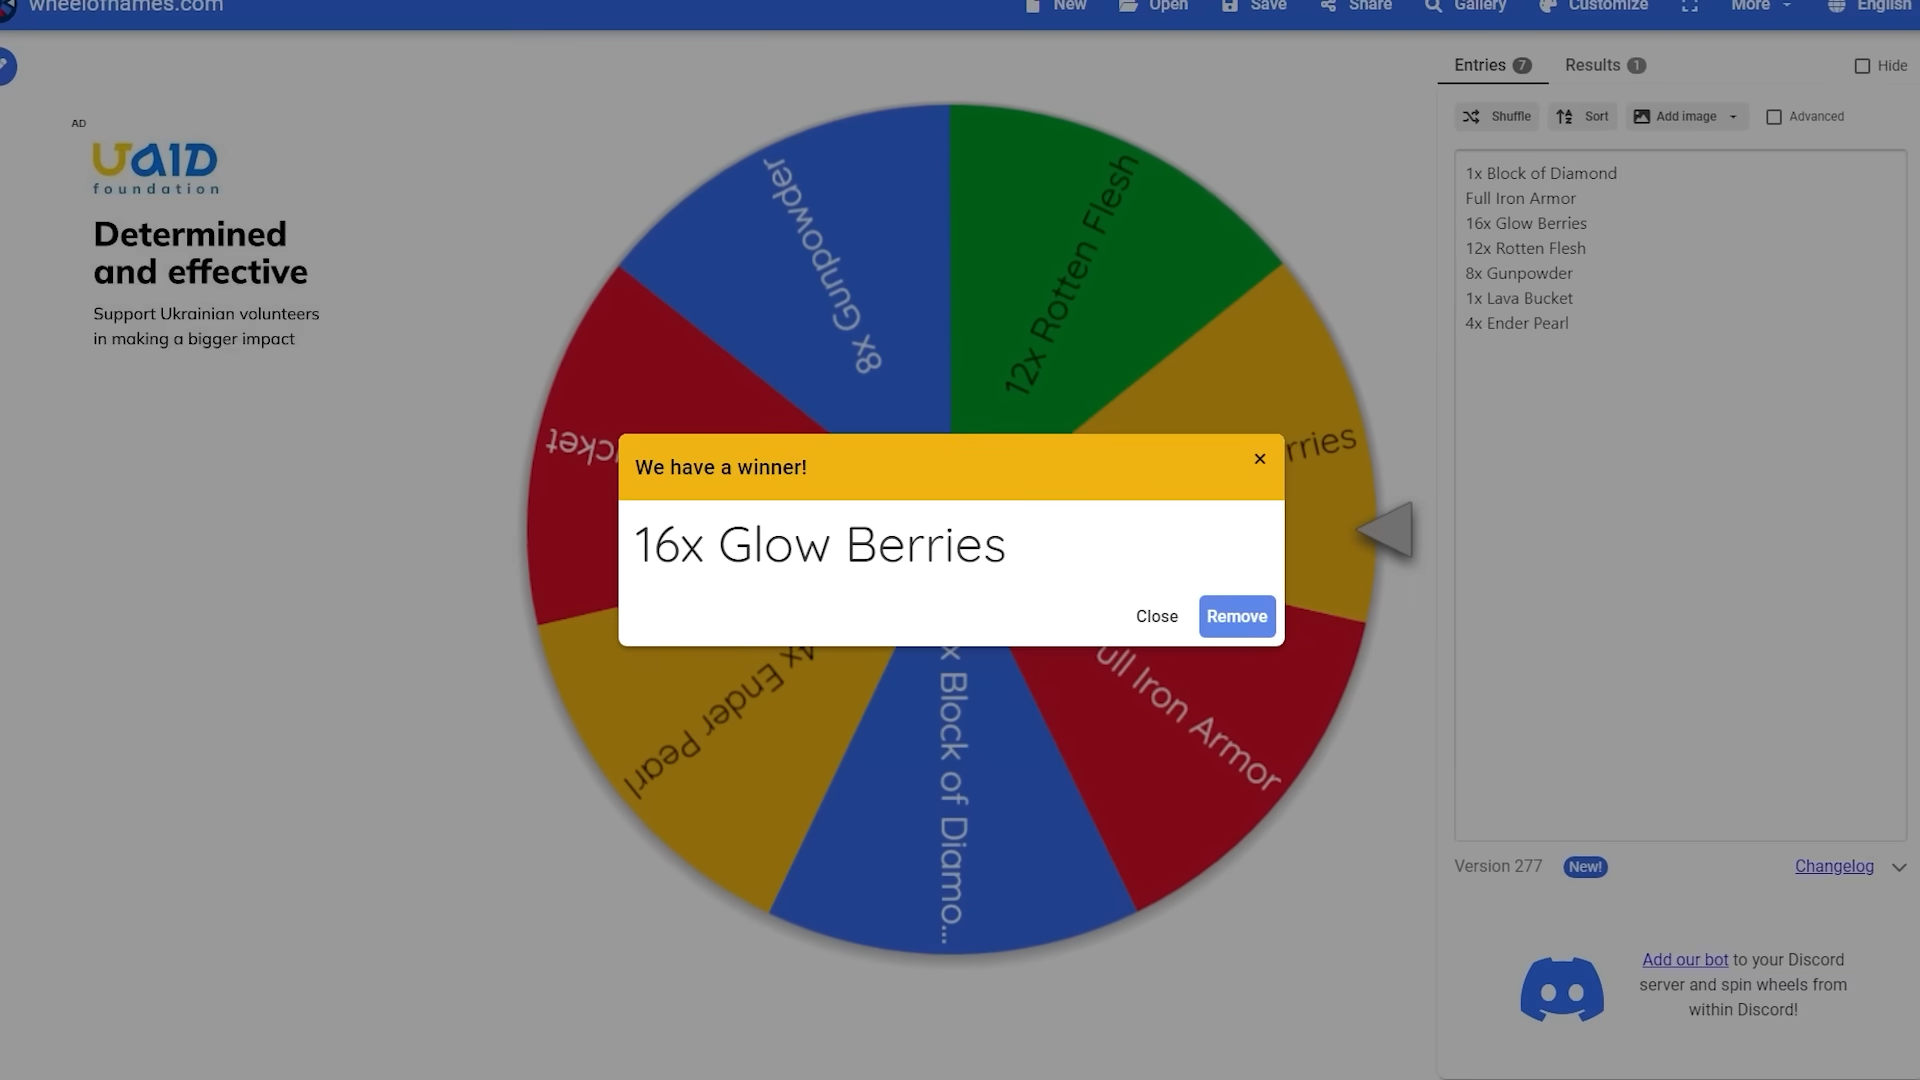 wheelofnames.com
New Open Save Share Gallery Customize More English
Entries 7 Results 1 Hide
Shuffle Sort Add image Advanced
1x Block of Diamond
Full Iron Armor
16x Glow Berries
12x Rotten Flesh
8x Gunpowder
1x Lava Bucket
4x Ender Pearl
AD
UAID
foundation
Determined
and effective
Support Ukrainian volunteers
in making a bigger impact
8x Gunpowder
12x Rotten Flesh
rries
ull Iron Armor
x Block of Diamo...
4x Ender Pearl
cket
We have a winner!
16x Glow Berries
Close Remove
Version 277 New! Changelog
Add our bot to your Discord
server and spin wheels from
within Discord!